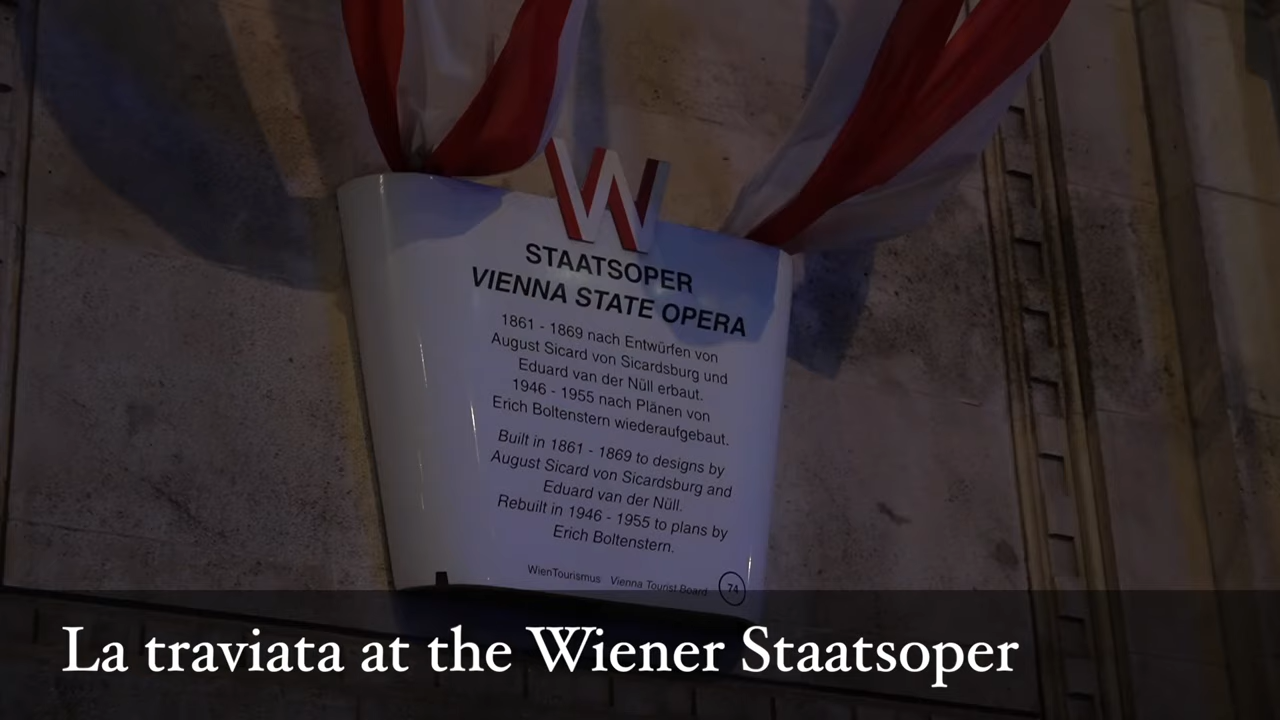 W
STAATSOPER
VIENNA STATE OPERA
1861 - 1869 nach Entwürfen von
August Sicard von Sicardsburg und
Eduard van der Nüll erbaut.
1946 - 1955 nach Plänen von
Erich Boltenstern wiederaufgebaut.
Built in 1861 - 1869 to designs by
August Sicard von Sicardsburg and
Eduard van der Nüll.
Rebuilt in 1946 - 1955 to plans by
Erich Boltenstern.
WienTourismus Vienna Tourist Board 74
La traviata at the Wiener Staatsoper